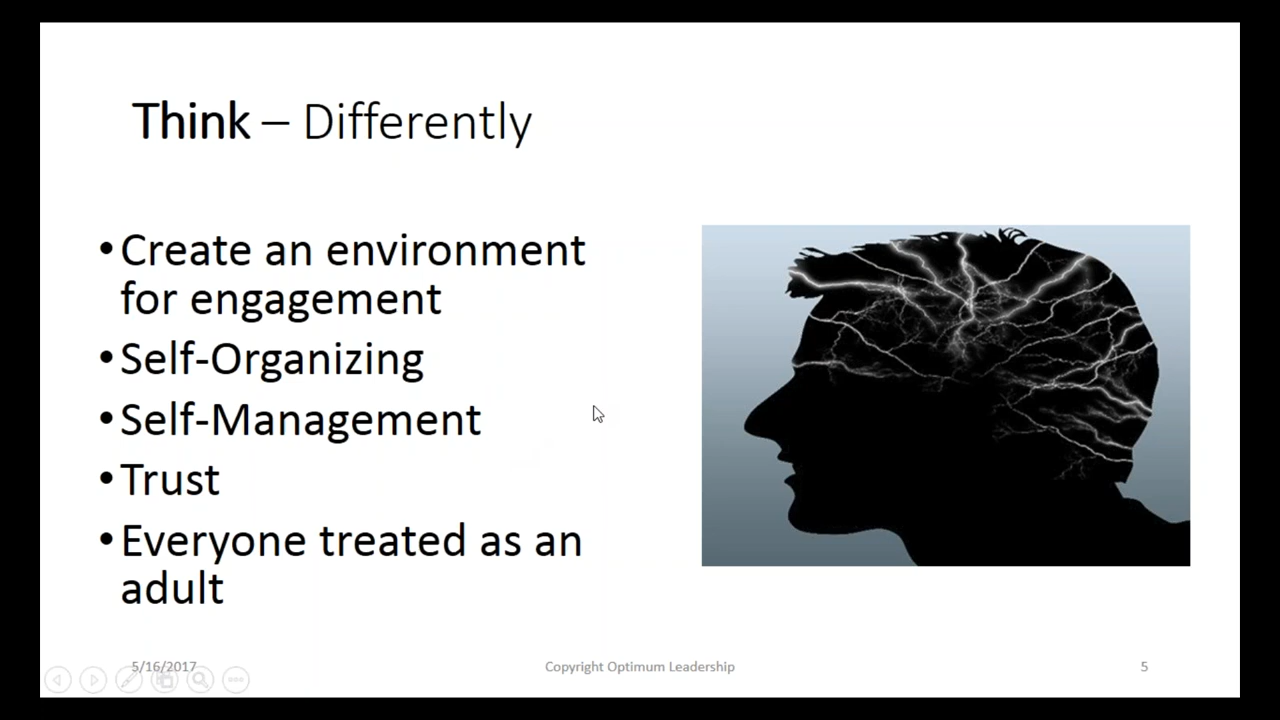 Think – Differently
•Create an environment
for engagement
•Self-Organizing
•Self-Management
•Trust
•Everyone treated as an
adult
5/16/2017
Copyright Optimum Leadership
5